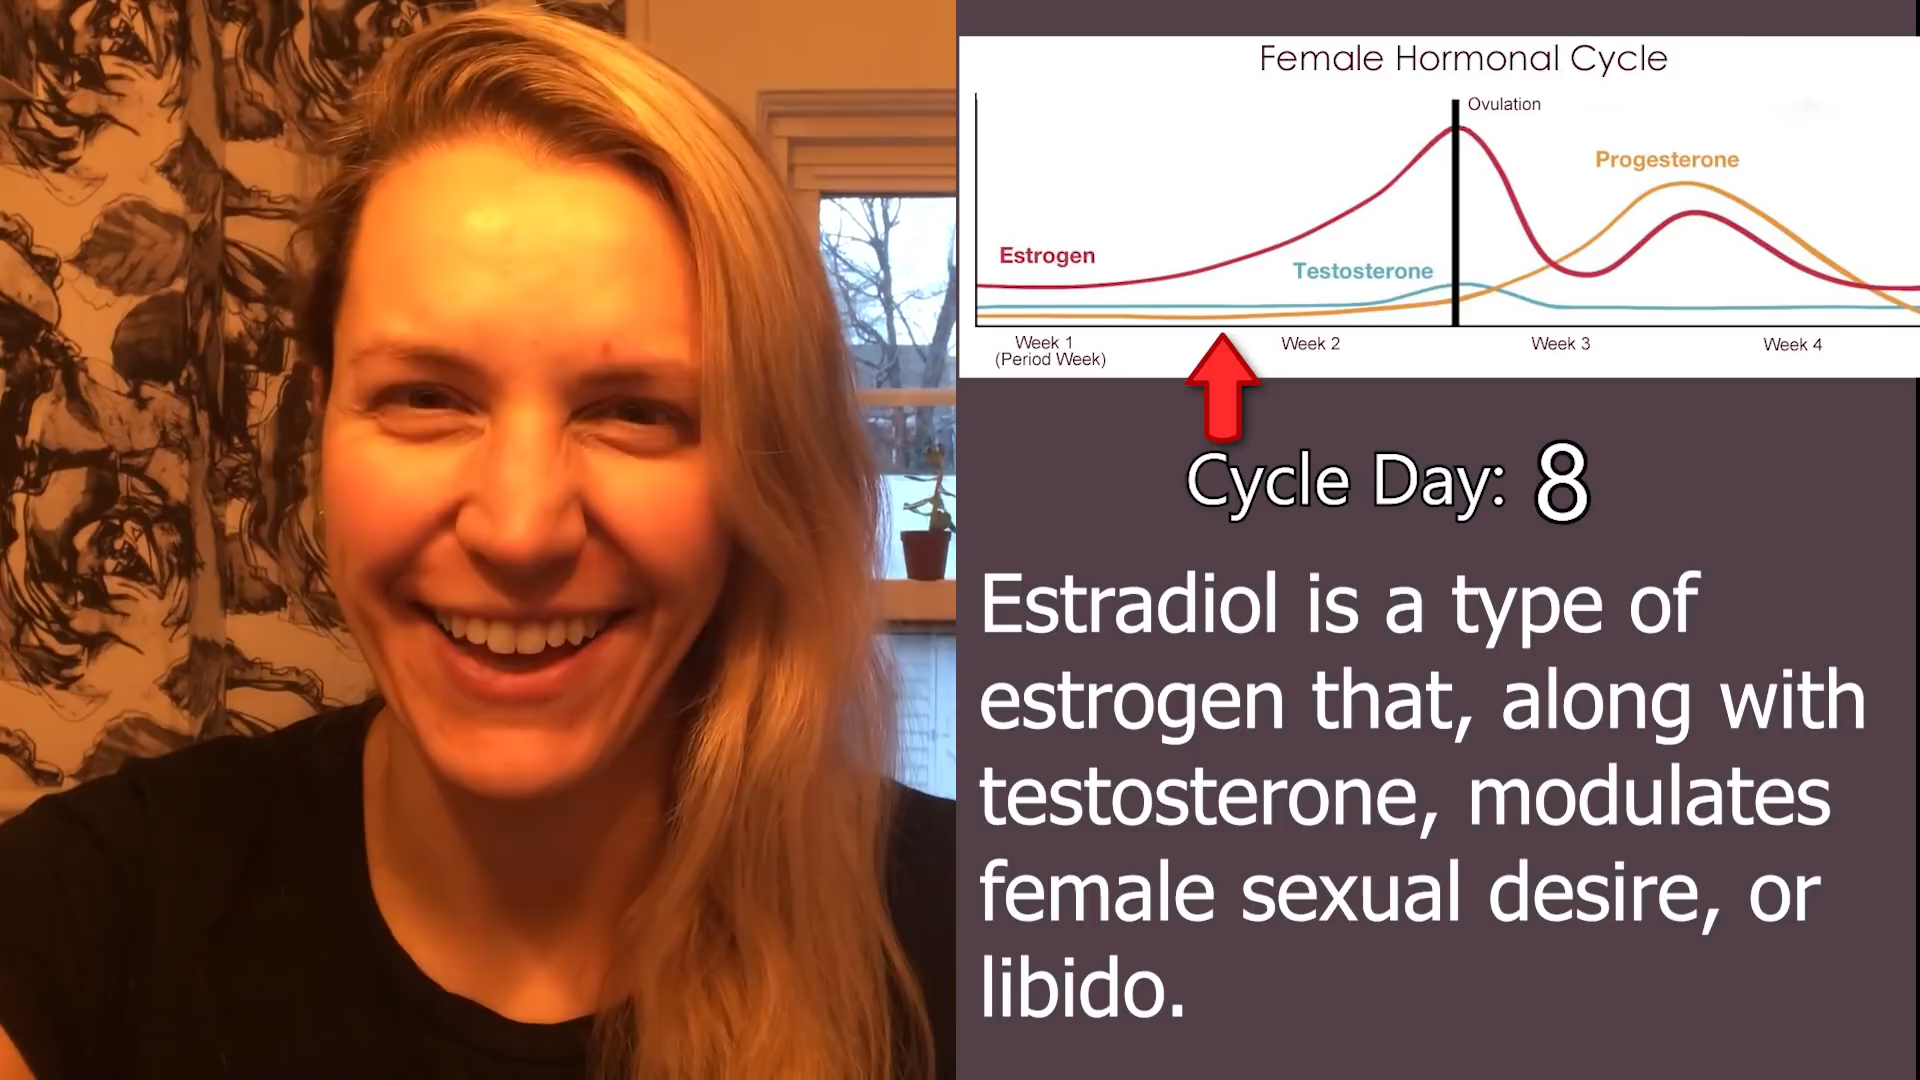 Female Hormonal Cycle
Ovulation
Progesterone
Estrogen
Testosterone
Week 1
(Period Week)
Week 2
Week 3
Week 4
Cycle Day: 8
Estradiol is a type of
estrogen that, along with
testosterone, modulates
female sexual desire, or
libido.